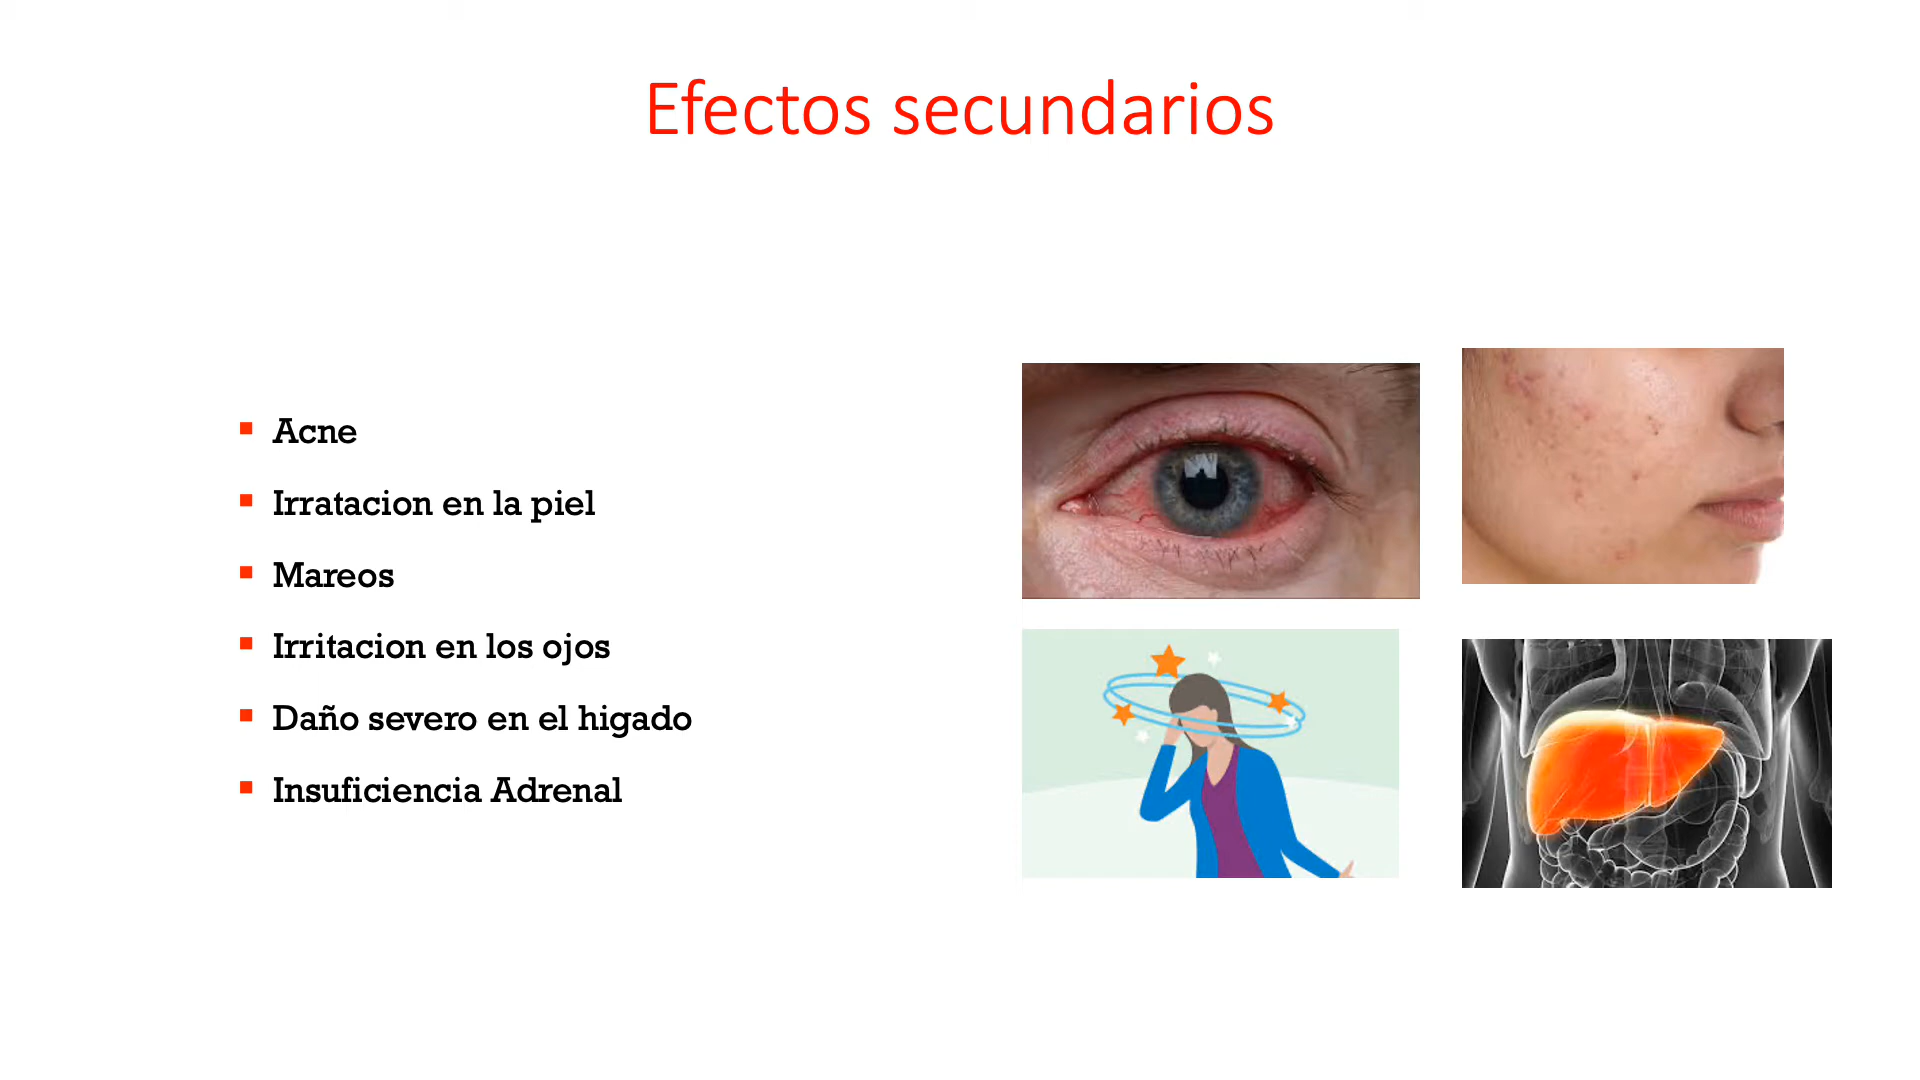 Efectos secundarios
Acne
Irratacion en la piel
Mareos
Irritacion en los ojos
Daño severo en el higado
Insuficiencia Adrenal